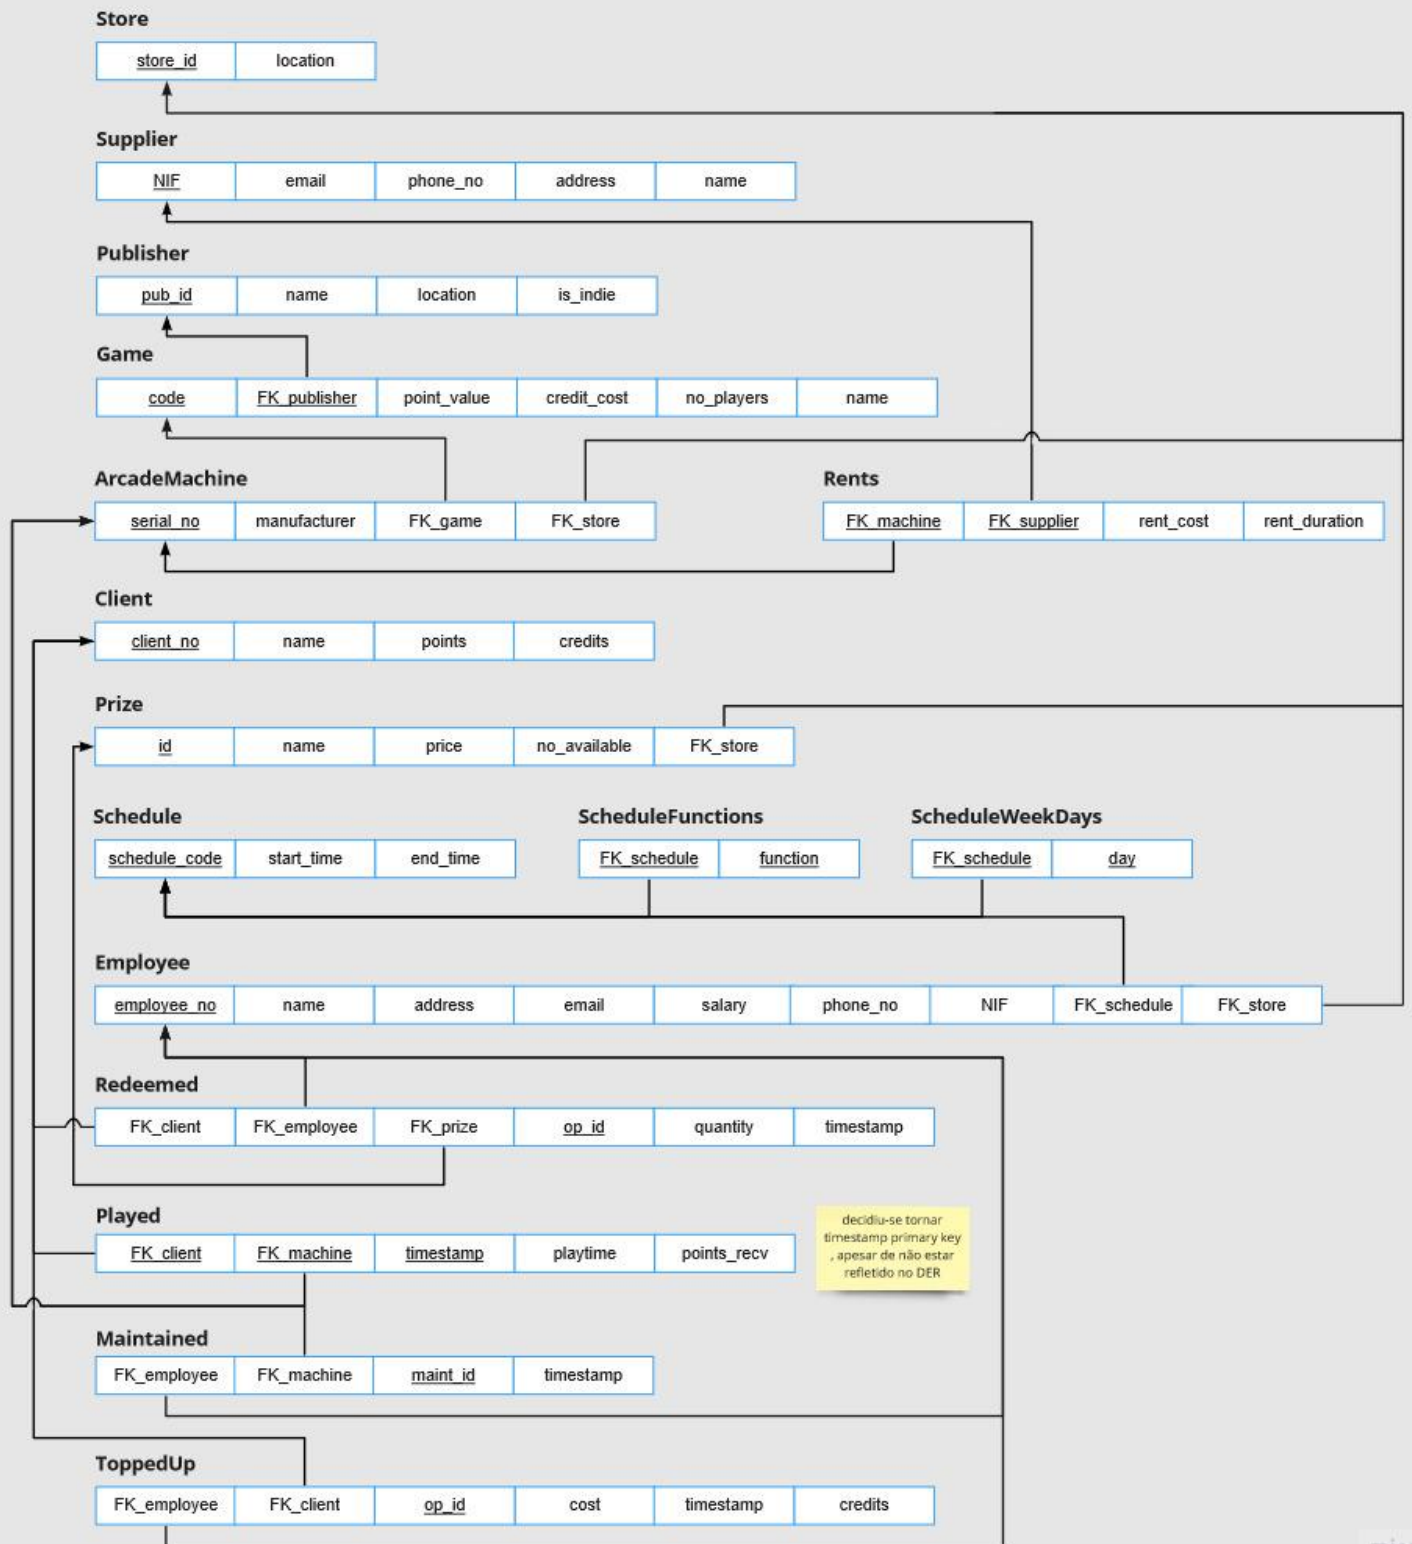 Store
store_id location
Supplier
NIF email phone_no address name
Publisher
pub_id name location is_indie
Game
code FK_publisher point_value credit_cost no_players name
ArcadeMachine Rents
serial_no manufacturer FK_game FK_store FK_machine FK_supplier rent_cost rent_duration
Client
client_no name points credits
Prize
id name price no_available FK_store
Schedule ScheduleFunctions ScheduleWeekDays
schedule_code start_time end_time FK_schedule function FK_schedule day
Employee
employee_no name address email salary phone_no NIF FK_schedule FK_store
Redeemed
FK_client FK_employee FK_prize op_id quantity timestamp
Played
FK_client FK_machine timestamp playtime points_recv
decidiu-se tornar
timestamp primary key
, apesar de não estar
refletido no DER
Maintained
FK_employee FK_machine maint_id timestamp
ToppedUp
FK_employee FK_client op_id cost timestamp credits